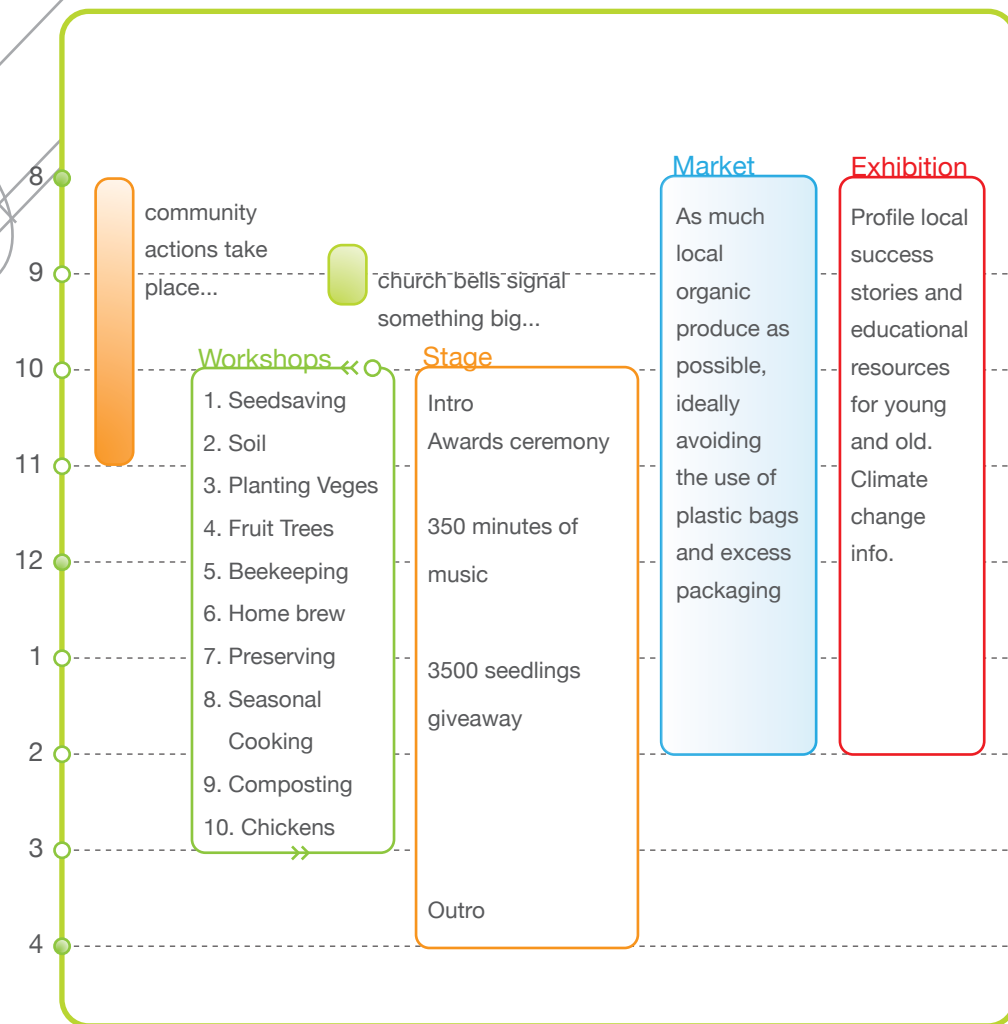 8
9
10
11
12
1
2
3
4
community
actions take
place...
church bells signal
something big...
Workshops
1. Seedsaving
2. Soil
3. Planting Veges
4. Fruit Trees
5. Beekeeping
6. Home brew
7. Preserving
8. Seasonal
Cooking
9. Composting
10. Chickens
Stage
Intro
Awards ceremony
350 minutes of
music
3500 seedlings
giveaway
Outro
Market
As much
local
organic
produce as
possible,
ideally
avoiding
the use of
plastic bags
and excess
packaging
Exhibition
Profile local
success
stories and
educational
resources
for young
and old.
Climate
change
info.